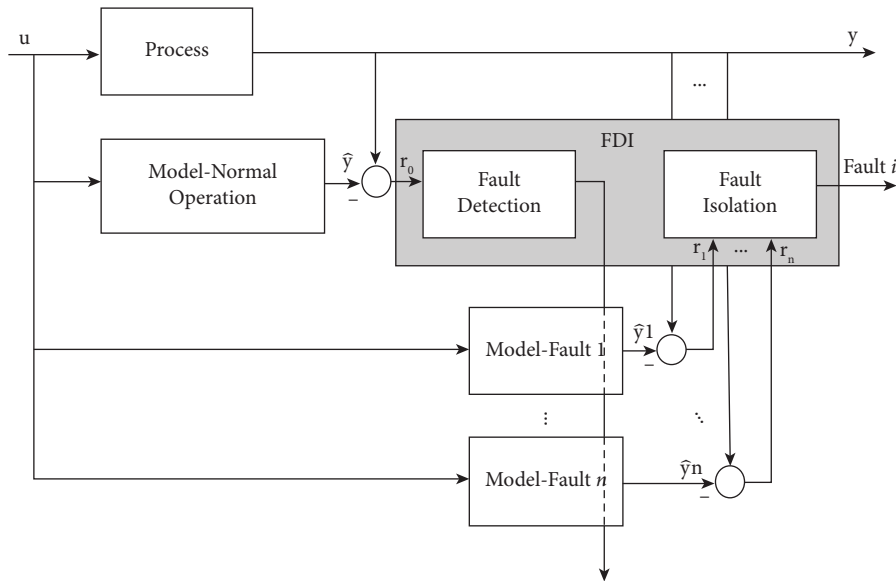 u
Process
y
...
FDI
Model-Normal
Operation
ŷ
–
r₀
Fault
Detection
Fault
Isolation
Fault i
r₁
...
rₙ
Model-Fault 1
ŷ1
–
⋮
⋱
Model-Fault n
ŷn
–